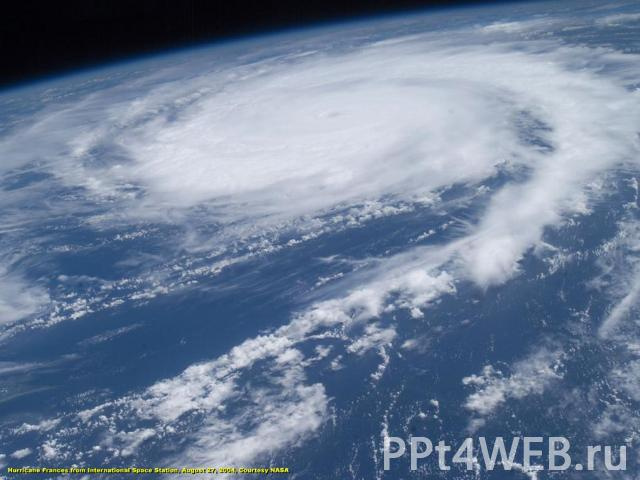 Hurricane Frances from International Space Station, August 27, 2004, Courtesy NASA
PPt4WEB.ru